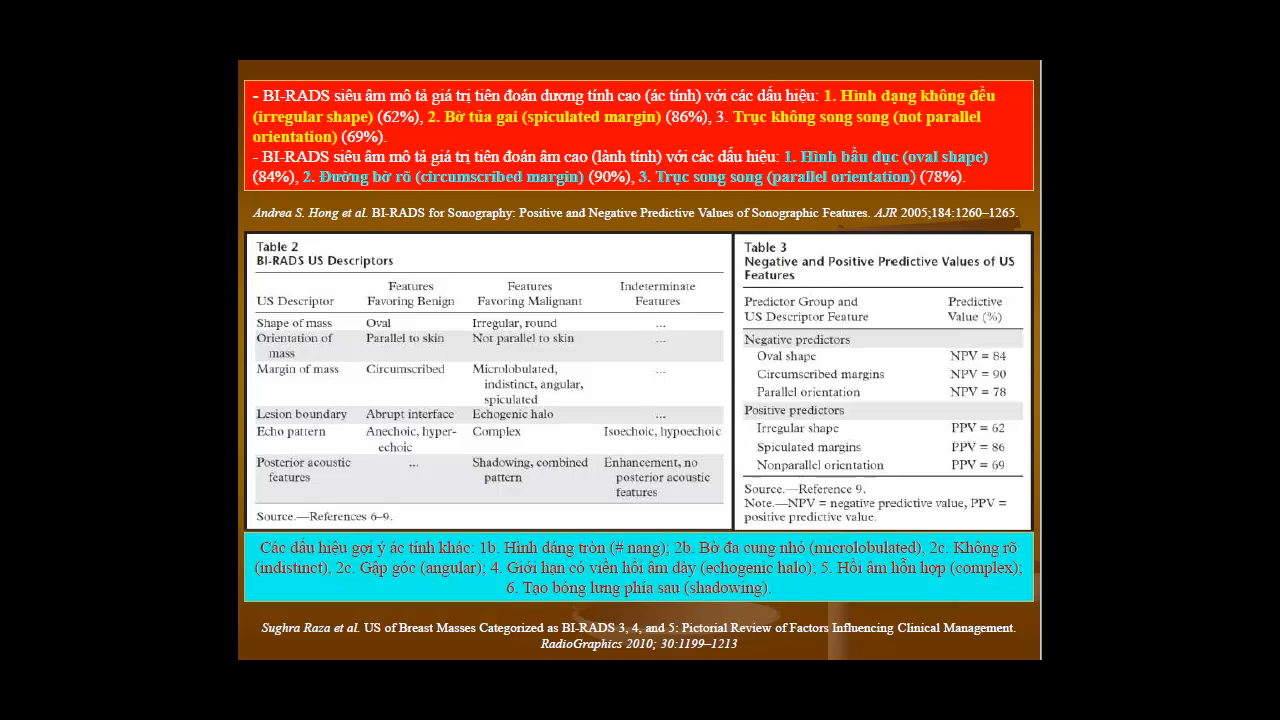 - BI-RADS siêu âm mô tả giá trị tiên đoán dương tính cao (ác tính) với các dấu hiệu: 1. Hình dạng không đều
(irregular shape) (62%), 2. Bờ tủa gai (spiculated margin) (86%), 3. Trục không song song (not parallel
orientation) (69%).
- BI-RADS siêu âm mô tả giá trị tiên đoán âm cao (lành tính) với các dấu hiệu: 1. Hình bầu dục (oval shape)
(84%), 2. Đường bờ rõ (circumscribed margin) (90%), 3. Trục song song (parallel orientation) (78%).
Andrea S. Hong et al. BI-RADS for Sonography: Positive and Negative Predictive Values of Sonographic Features. AJR 2005;184:1260–1265.
Table 2
BI-RADS US Descriptors
Features Features Indeterminate
US Descriptor Favoring Benign Favoring Malignant Features
Shape of mass Oval Irregular, round ...
Orientation of Parallel to skin Not parallel to skin ...
mass
Margin of mass Circumscribed Microlobulated, ...
indistinct, angular,
spiculated
Lesion boundary Abrupt interface Echogenic halo ...
Echo pattern Anechoic, hyper- Complex Isoechoic, hypoechoic
echoic
Posterior acoustic ... Shadowing, combined Enhancement, no
features pattern posterior acoustic
features
Source.—References 6–9.
Table 3
Negative and Positive Predictive Values of US
Features
Predictor Group and Predictive
US Descriptor Feature Value (%)
Negative predictors
Oval shape NPV = 84
Circumscribed margins NPV = 90
Parallel orientation NPV = 78
Positive predictors
Irregular shape PPV = 62
Spiculated margins PPV = 86
Nonparallel orientation PPV = 69
Source.—Reference 9.
Note.—NPV = negative predictive value, PPV =
positive predictive value.
Các dấu hiệu gợi ý ác tính khác: 1b. Hình dáng tròn (# nang); 2b. Bờ đa cung nhỏ (microlobulated), 2c. Không rõ
(indistinct), 2c. Gập góc (angular); 4. Giới hạn có viền hồi âm dày (echogenic halo); 5. Hồi âm hỗn hợp (complex);
6. Tạo bóng lưng phía sau (shadowing).
Sughra Raza et al. US of Breast Masses Categorized as BI-RADS 3, 4, and 5: Pictorial Review of Factors Influencing Clinical Management.
RadioGraphics 2010; 30:1199–1213